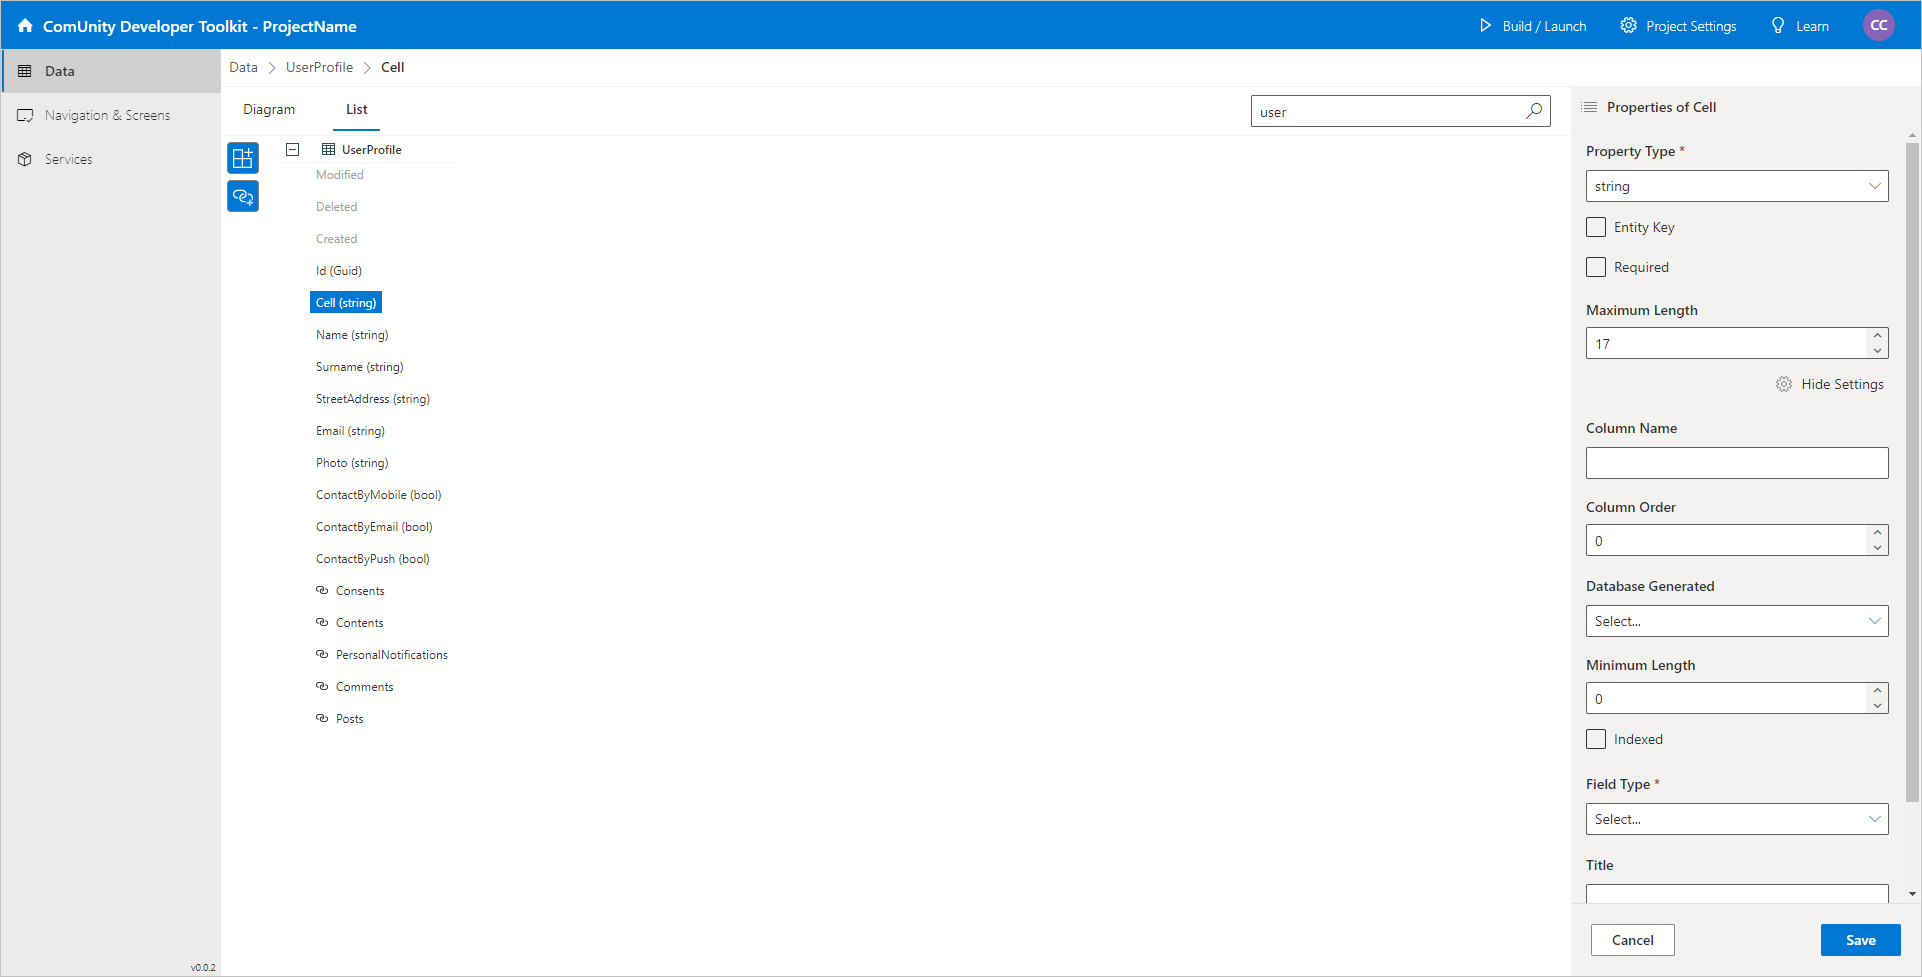 ComUnity Developer Toolkit - ProjectName
Build / Launch
Project Settings
Learn
CC
Data
Navigation & Screens
Services
v0.0.2
Data > UserProfile > Cell
Diagram
List
user
UserProfile
Modified
Deleted
Created
Id (Guid)
Cell (string)
Name (string)
Surname (string)
StreetAddress (string)
Email (string)
Photo (string)
ContactByMobile (bool)
ContactByEmail (bool)
ContactByPush (bool)
Consents
Contents
PersonalNotifications
Comments
Posts
Properties of Cell
Property Type *
string
Entity Key
Required
Maximum Length
17
Hide Settings
Column Name
Column Order
0
Database Generated
Select...
Minimum Length
0
Indexed
Field Type *
Select...
Title
Cancel
Save